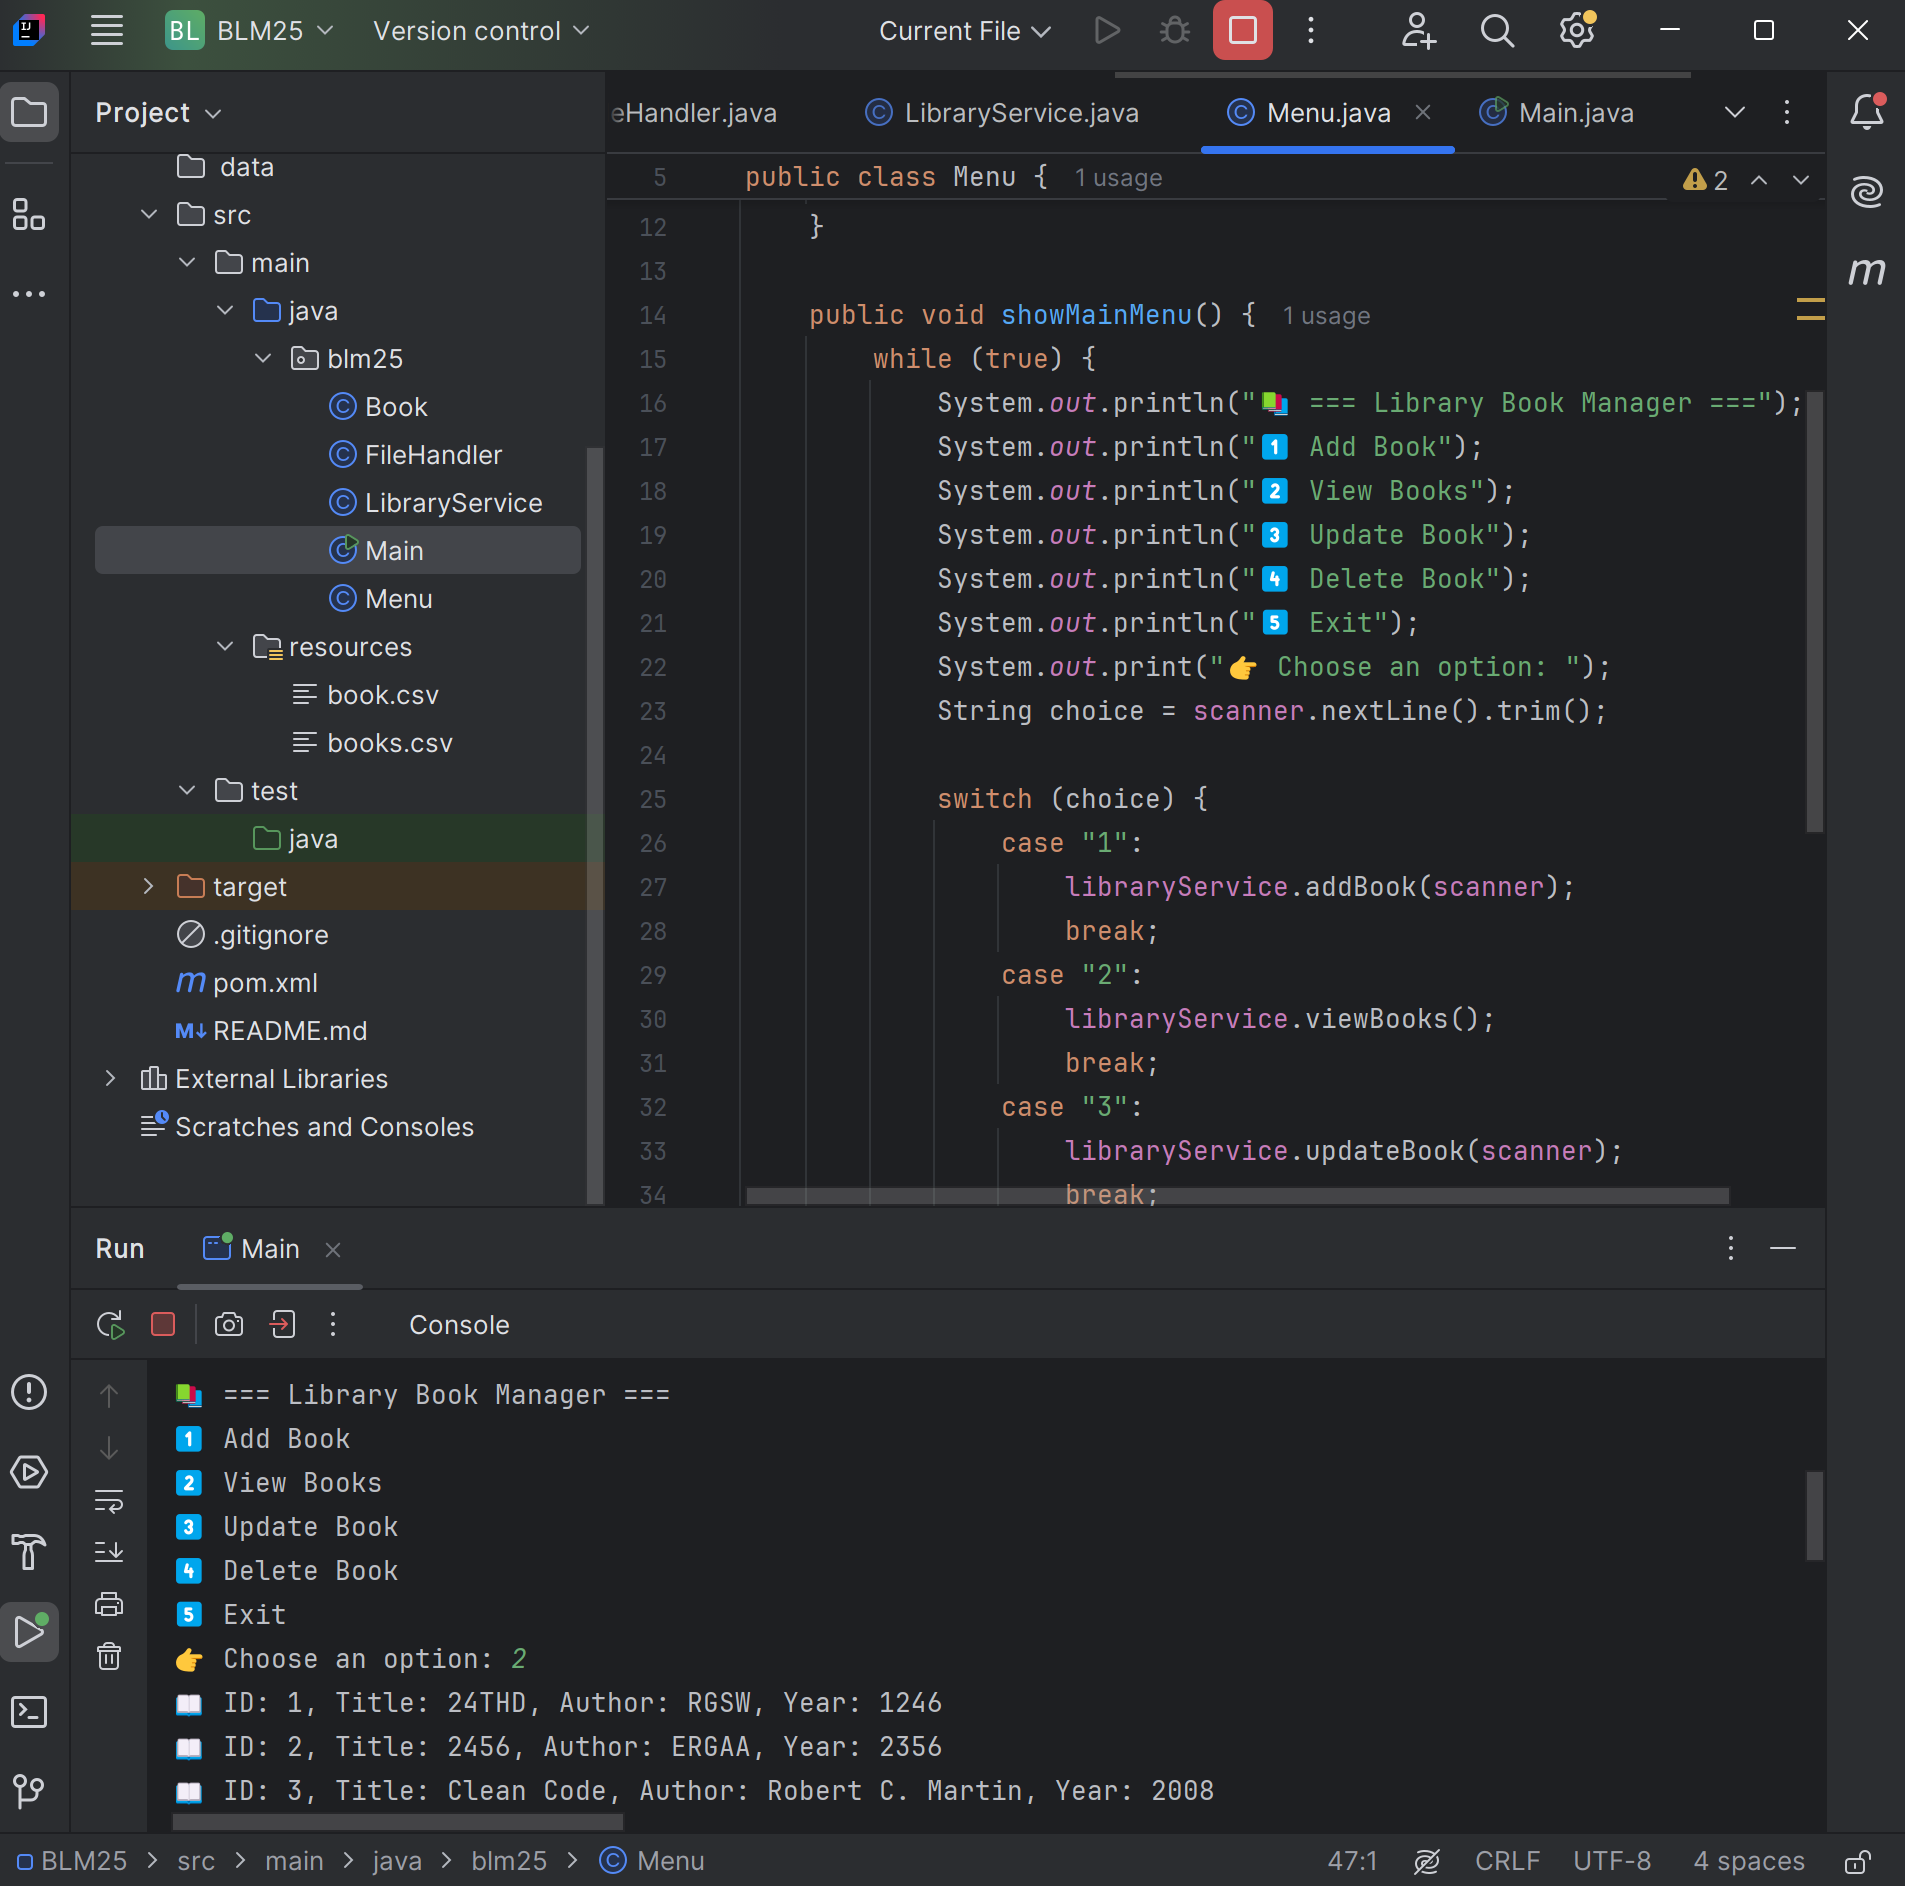 BL BLM25 Version control Current File
Project
eHandler.java LibraryService.java Menu.java Main.java
data
src
main
java
blm25
Book
FileHandler
LibraryService
Main
Menu
resources
book.csv
books.csv
test
java
target
.gitignore
pom.xml
README.md
External Libraries
Scratches and Consoles
5 public class Menu { 1 usage 2
12 }
13
14 public void showMainMenu() { 1 usage
15 while (true) {
16 System.out.println("📚 === Library Book Manager ===");
17 System.out.println("1️⃣ Add Book");
18 System.out.println("2️⃣ View Books");
19 System.out.println("3️⃣ Update Book");
20 System.out.println("4️⃣ Delete Book");
21 System.out.println("5️⃣ Exit");
22 System.out.print("👉 Choose an option: ");
23 String choice = scanner.nextLine().trim();
24
25 switch (choice) {
26 case "1":
27 libraryService.addBook(scanner);
28 break;
29 case "2":
30 libraryService.viewBooks();
31 break;
32 case "3":
33 libraryService.updateBook(scanner);
34 break;
Run Main
Console
📚 === Library Book Manager ===
1️⃣ Add Book
2️⃣ View Books
3️⃣ Update Book
4️⃣ Delete Book
5️⃣ Exit
👉 Choose an option: 2
📖 ID: 1, Title: 24THD, Author: RGSW, Year: 1246
📖 ID: 2, Title: 2456, Author: ERGAA, Year: 2356
📖 ID: 3, Title: Clean Code, Author: Robert C. Martin, Year: 2008
BLM25 > src > main > java > blm25 > Menu 47:1 CRLF UTF-8 4 spaces